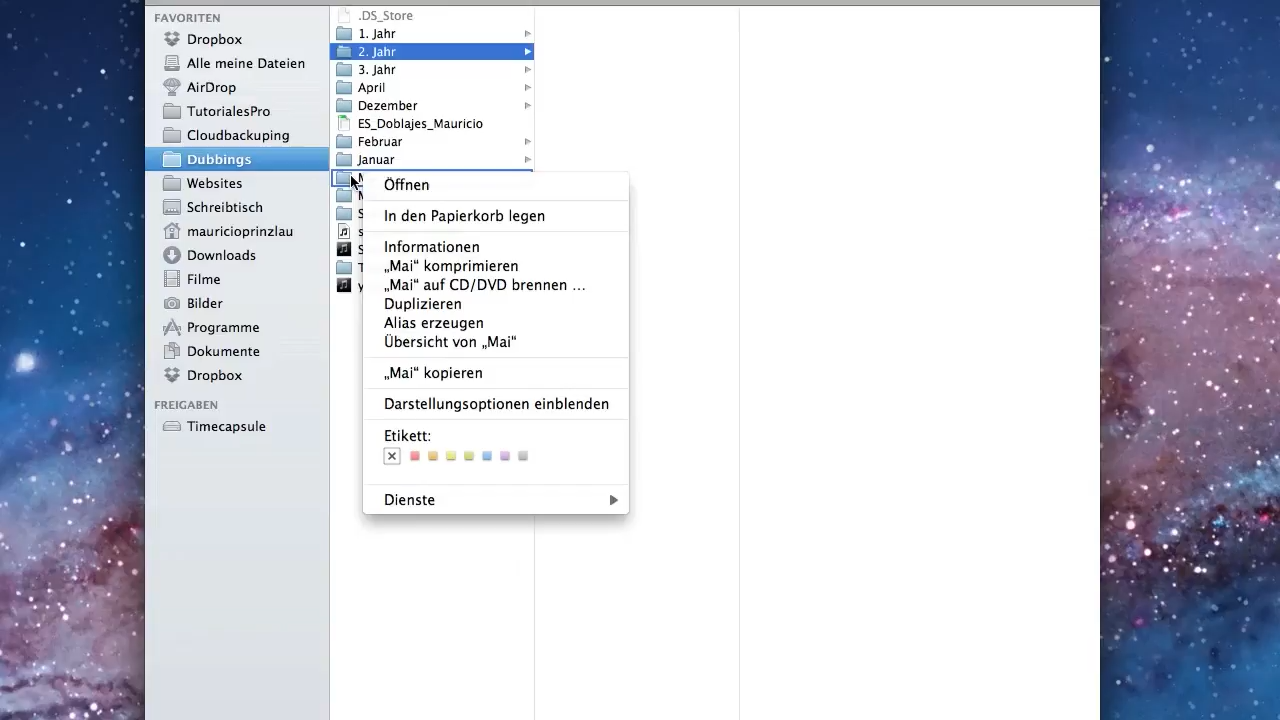 FAVORITEN
Dropbox
Alle meine Dateien
AirDrop
TutorialesPro
Cloudbackuping
Dubbings
Websites
Schreibtisch
mauricioprinzlau
Downloads
Filme
Bilder
Programme
Dokumente
Dropbox
FREIGABEN
Timecapsule
.DS_Store
1. Jahr
2. Jahr
3. Jahr
April
Dezember
ES_Doblajes_Mauricio
Februar
Januar
Öffnen
In den Papierkorb legen
Informationen
„Mai“ komprimieren
„Mai“ auf CD/DVD brennen ...
Duplizieren
Alias erzeugen
Übersicht von „Mai“
„Mai“ kopieren
Darstellungsoptionen einblenden
Etikett:
Dienste